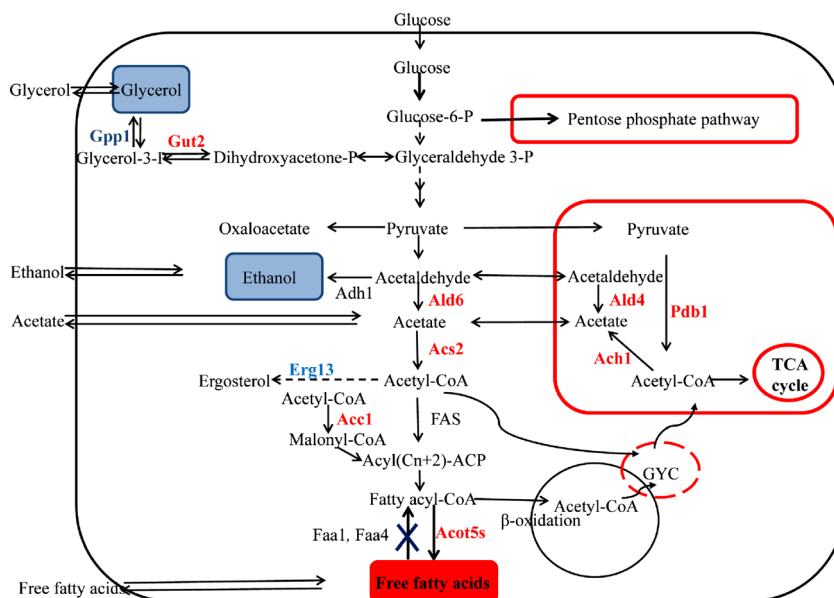 Glucose
Glucose
Glycerol
Glycerol
Glucose-6-P
Pentose phosphate pathway
Gpp1
Gut2
Glycerol-3-P
Dihydroxyacetone-P
Glyceraldehyde 3-P
Oxaloacetate
Pyruvate
Pyruvate
Ethanol
Ethanol
Adh1
Acetaldehyde
Acetaldehyde
Ald6
Ald4
Pdb1
Acetate
Acetate
Acetate
Acs2
Ach1
Ergosterol
Erg13
Acetyl-CoA
Acetyl-CoA
TCA
cycle
Acetyl-CoA
Acc1
FAS
Malonyl-CoA
Acyl(Cn+2)-ACP
GYC
Fatty acyl-CoA
Acetyl-CoA
β-oxidation
Faa1, Faa4
Acot5s
Free fatty acids
Free fatty acids